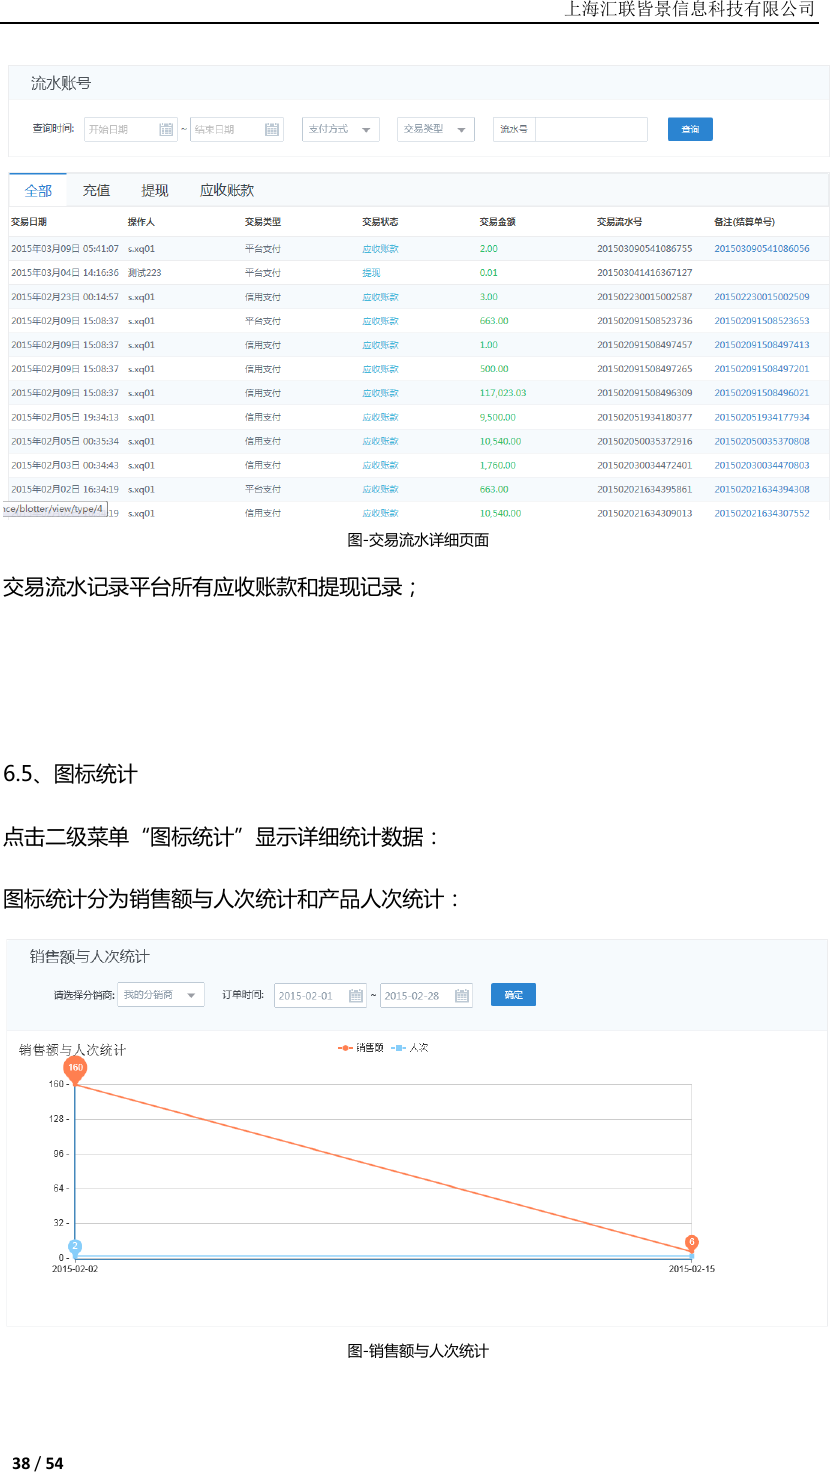 上海汇联皆景信息科技有限公司
流水账号
查询时间: 开始日期 ~ 结束日期 支付方式 交易类型 流水号 查询
全部 充值 提现 应收账款
交易日期 操作人 交易类型 交易状态 交易金额 交易流水号 备注(结算单号)
2015年03月09日 05:41:07 s.xq01 平台支付 应收账款 2.00 201503090541086755 201503090541086056
2015年03月04日 14:16:36 测试223 平台支付 提现 0.01 201503041416367127
2015年02月23日 00:14:57 s.xq01 信用支付 应收账款 3.00 201502230015002587 201502230015002509
2015年02月09日 15:08:37 s.xq01 平台支付 应收账款 663.00 201502091508523736 201502091508523653
2015年02月09日 15:08:37 s.xq01 信用支付 应收账款 1.00 201502091508497457 201502091508497413
2015年02月09日 15:08:37 s.xq01 信用支付 应收账款 500.00 201502091508497265 201502091508497201
2015年02月09日 15:08:37 s.xq01 信用支付 应收账款 117,023.03 201502091508496309 201502091508496021
2015年02月05日 19:34:13 s.xq01 信用支付 应收账款 9,500.00 201502051934180377 201502051934177934
2015年02月05日 00:35:34 s.xq01 信用支付 应收账款 10,540.00 201502050035372916 201502050035370808
2015年02月03日 00:34:43 s.xq01 信用支付 应收账款 1,760.00 201502030034472401 201502030034470803
2015年02月02日 16:34:19 s.xq01 平台支付 应收账款 663.00 201502021634395861 201502021634394308
nce/blotter/view/type/4 :19 s.xq01 信用支付 应收账款 10,540.00 201502021634309013 201502021634307552
图-交易流水详细页面
交易流水记录平台所有应收账款和提现记录；
6.5、图标统计
点击二级菜单“图标统计”显示详细统计数据：
图标统计分为销售额与人次统计和产品人次统计：
销售额与人次统计
请选择分销商: 我的分销商 订单时间: 2015-02-01 ~ 2015-02-28 确定
销售额与人次统计 销售额 人次
160
160
128
96
64
32
2 6
0
2015-02-02 2015-02-15
图-销售额与人次统计
38 / 54